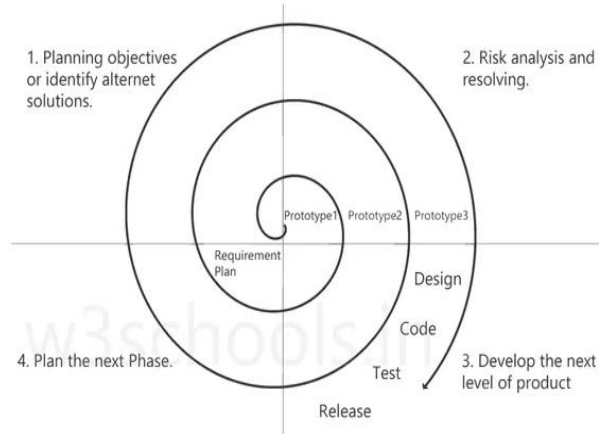 1. Planning objectives
or identify alternet
solutions.
2. Risk analysis and
resolving.
Prototype1
Prototype2
Prototype3
Requirement
Plan
Design
Code
Test
Release
w3schools.in
4. Plan the next Phase.
3. Develop the next
level of product